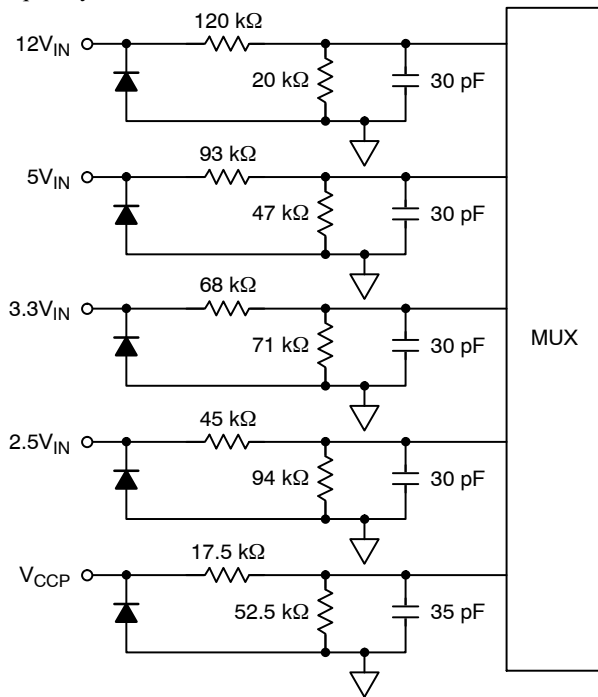 120 kΩ
12V_IN
20 kΩ
30 pF
93 kΩ
5V_IN
47 kΩ
30 pF
68 kΩ
3.3V_IN
71 kΩ
30 pF
MUX
45 kΩ
2.5V_IN
94 kΩ
30 pF
17.5 kΩ
V_CCP
52.5 kΩ
35 pF